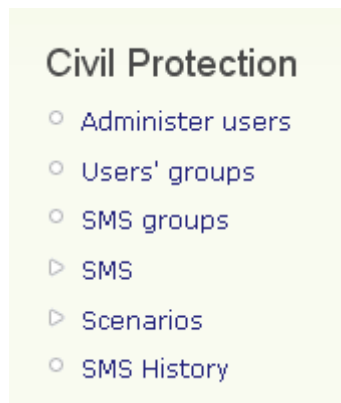 Civil Protection
Administer users
Users' groups
SMS groups
SMS
Scenarios
SMS History